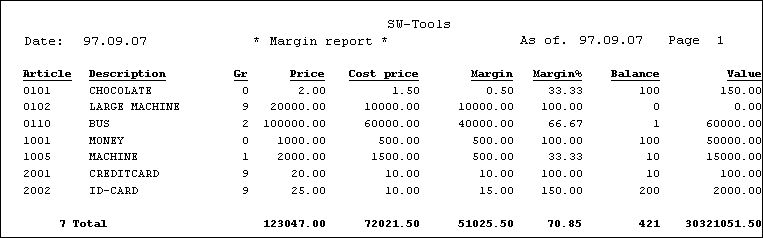 SW-Tools
Date: 97.09.07 * Margin report * As of. 97.09.07 Page 1
Article Description Gr Price Cost price Margin Margin% Balance Value
0101 CHOCOLATE 0 2.00 1.50 0.50 33.33 100 150.00
0102 LARGE MACHINE 9 20000.00 10000.00 10000.00 100.00 0 0.00
0110 BUS 2 100000.00 60000.00 40000.00 66.67 1 60000.00
1001 MONEY 0 1000.00 500.00 500.00 100.00 100 50000.00
1005 MACHINE 1 2000.00 1500.00 500.00 33.33 10 15000.00
2001 CREDITCARD 9 20.00 10.00 10.00 100.00 10 100.00
2002 ID-CARD 9 25.00 10.00 15.00 150.00 200 2000.00
7 Total 123047.00 72021.50 51025.50 70.85 421 30321051.50